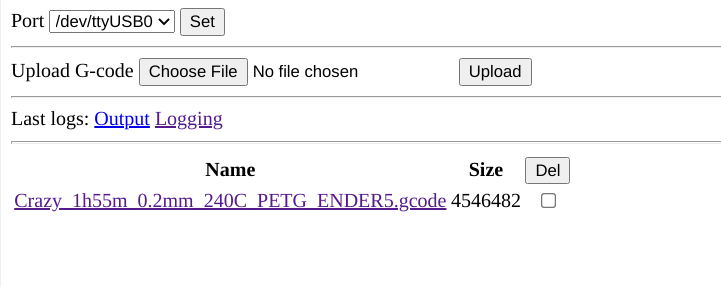 Port /dev/ttyUSB0 Set
Upload G-code Choose File No file chosen Upload
Last logs: Output Logging
Name Size Del
Crazy_1h55m_0.2mm_240C_PETG_ENDER5.gcode 4546482